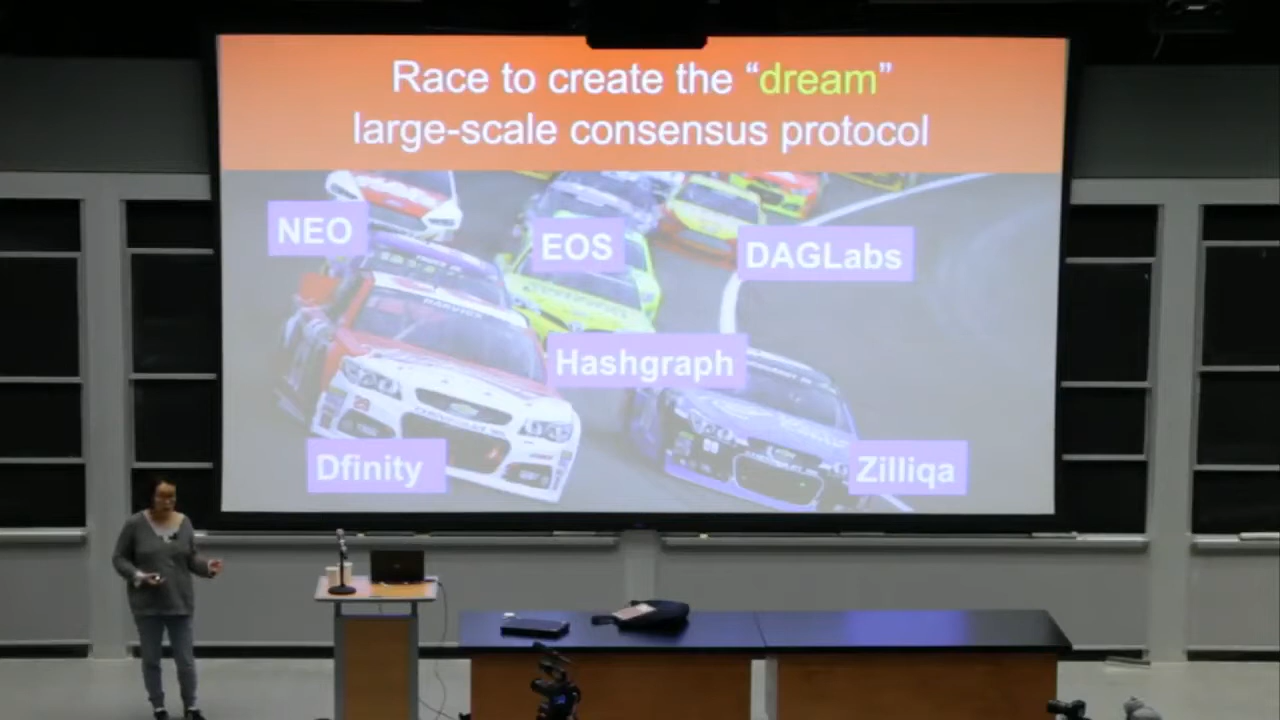 Race to create the “dream”
large-scale consensus protocol
NEO
EOS
DAGLabs
Hashgraph
Dfinity
Zilliqa